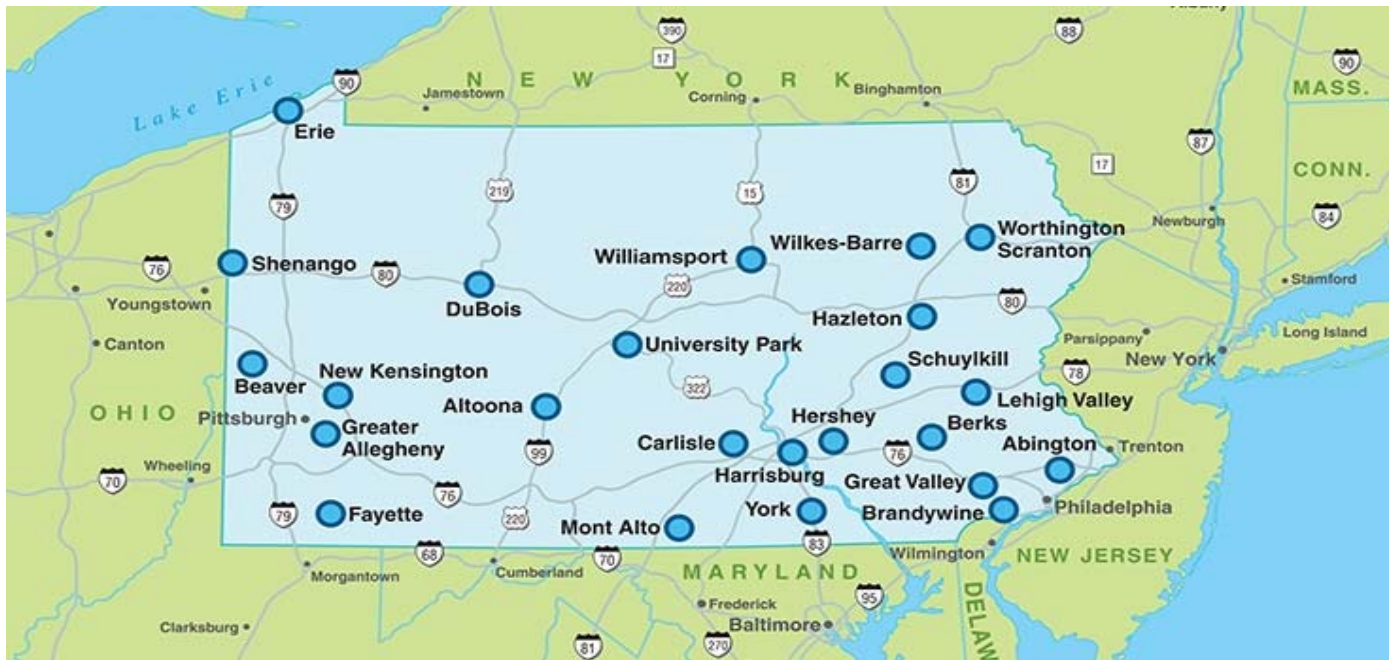 390
88
17
90
NEW YORK
90
Lake Erie
Jamestown
Corning
Binghamton
MASS.
Erie
87
17
CONN.
219
15
81
79
Newburgh
84
Worthington
Scranton
Wilkes-Barre
Williamsport
Shenango
76
80
220
Stamford
Youngstown
DuBois
80
Hazleton
Long Island
Parsippany
Canton
University Park
New York
Schuylkill
78
Beaver
New Kensington
322
Lehigh Valley
OHIO
Pittsburgh
Altoona
Hershey
Greater
Allegheny
Carlisle
Berks
Abington
Trenton
99
76
Wheeling
Harrisburg
70
76
Great Valley
Philadelphia
79
Fayette
220
Mont Alto
York
Brandywine
83
Wilmington
68
70
NEW JERSEY
Morgantown
Cumberland
MARYLAND
DELAW
95
Frederick
Clarksburg
Baltimore
81
270